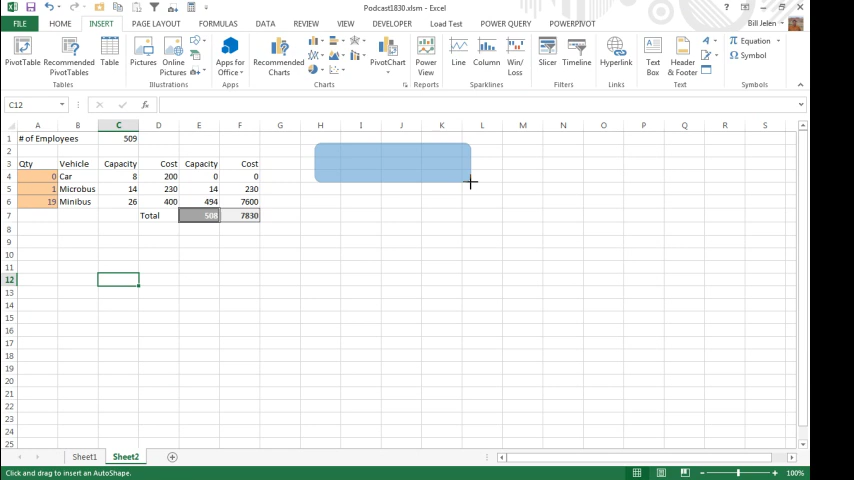 Podcast1830.xlsm - Excel
FILE HOME INSERT PAGE LAYOUT FORMULAS DATA REVIEW VIEW DEVELOPER Load Test POWER QUERY POWERPIVOT Bill Jelen
PivotTable Recommended PivotTables Table
Tables
Pictures Online Pictures
Illustrations
Apps for Office
Apps
Recommended Charts PivotChart
Charts
Power View
Reports
Line Column Win/Loss
Sparklines
Slicer Timeline
Filters
Hyperlink
Links
Text Box Header & Footer
Text
Equation
Symbol
Symbols
C12 fx
A B C D E F G H I J K L M N O P Q R S
1 # of Employees 509
2
3 Qty Vehicle Capacity Cost Capacity Cost
4 0 Car 8 200 0 0
5 1 Microbus 14 230 14 230
6 19 Minibus 26 400 494 7600
7 Total 508 7830
8
9
10
11
12
13
14
15
16
17
18
19
20
21
22
23
24
25
Sheet1 Sheet2
Click and drag to insert an AutoShape. 100%